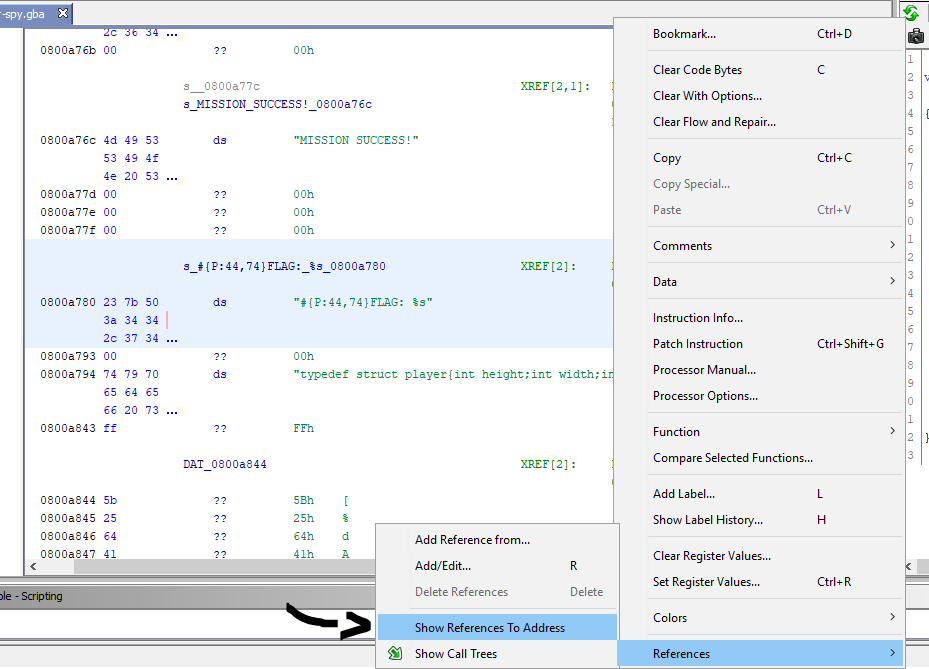 -spy.gba
2c 36 34 ...
0800a76b 00 ?? 00h
s__0800a77c XREF[2,1]:
s_MISSION_SUCCESS!_0800a76c
0800a76c 4d 49 53 ds "MISSION SUCCESS!"
53 49 4f
4e 20 53 ...
0800a77d 00 ?? 00h
0800a77e 00 ?? 00h
0800a77f 00 ?? 00h
s_#{P:44,74}FLAG:_%s_0800a780 XREF[2]:
0800a780 23 7b 50 ds "#{P:44,74}FLAG: %s"
3a 34 34
2c 37 34 ...
0800a793 00 ?? 00h
0800a794 74 79 70 ds "typedef struct player{int height;int width;in
65 64 65
66 20 73 ...
0800a843 ff ?? FFh
DAT_0800a844 XREF[2]:
0800a844 5b ?? 5Bh [
0800a845 25 ?? 25h %
0800a846 64 ?? 64h d
0800a847 41 ?? 41h A
ole - Scripting
Bookmark... Ctrl+D
Clear Code Bytes C
Clear With Options...
Clear Flow and Repair...
Copy Ctrl+C
Copy Special...
Paste Ctrl+V
Comments
Data
Instruction Info...
Patch Instruction Ctrl+Shift+G
Processor Manual...
Processor Options...
Function
Compare Selected Functions...
Add Label... L
Show Label History... H
Clear Register Values...
Set Register Values... Ctrl+R
Colors
References
Add Reference from...
Add/Edit... R
Delete References Delete
Show References To Address
Show Call Trees
1
2 v
3
4 {
5
6
7
8
9
0
1
2
3
4
5
6
7
8
9
0
1
2 }
3